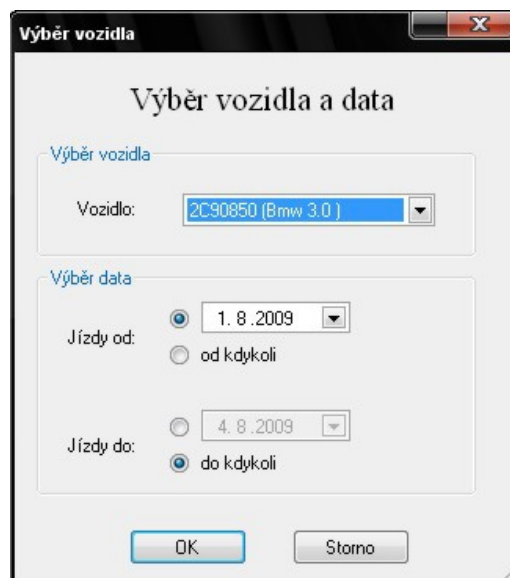 Výběr vozidla
Výběr vozidla a data
Výběr vozidla
Vozidlo: 2C90850 (Bmw 3.0 )
Výběr data
Jízdy od:
1. 8 .2009
od kdykoli
Jízdy do:
4. 8 .2009
do kdykoli
OK Storno